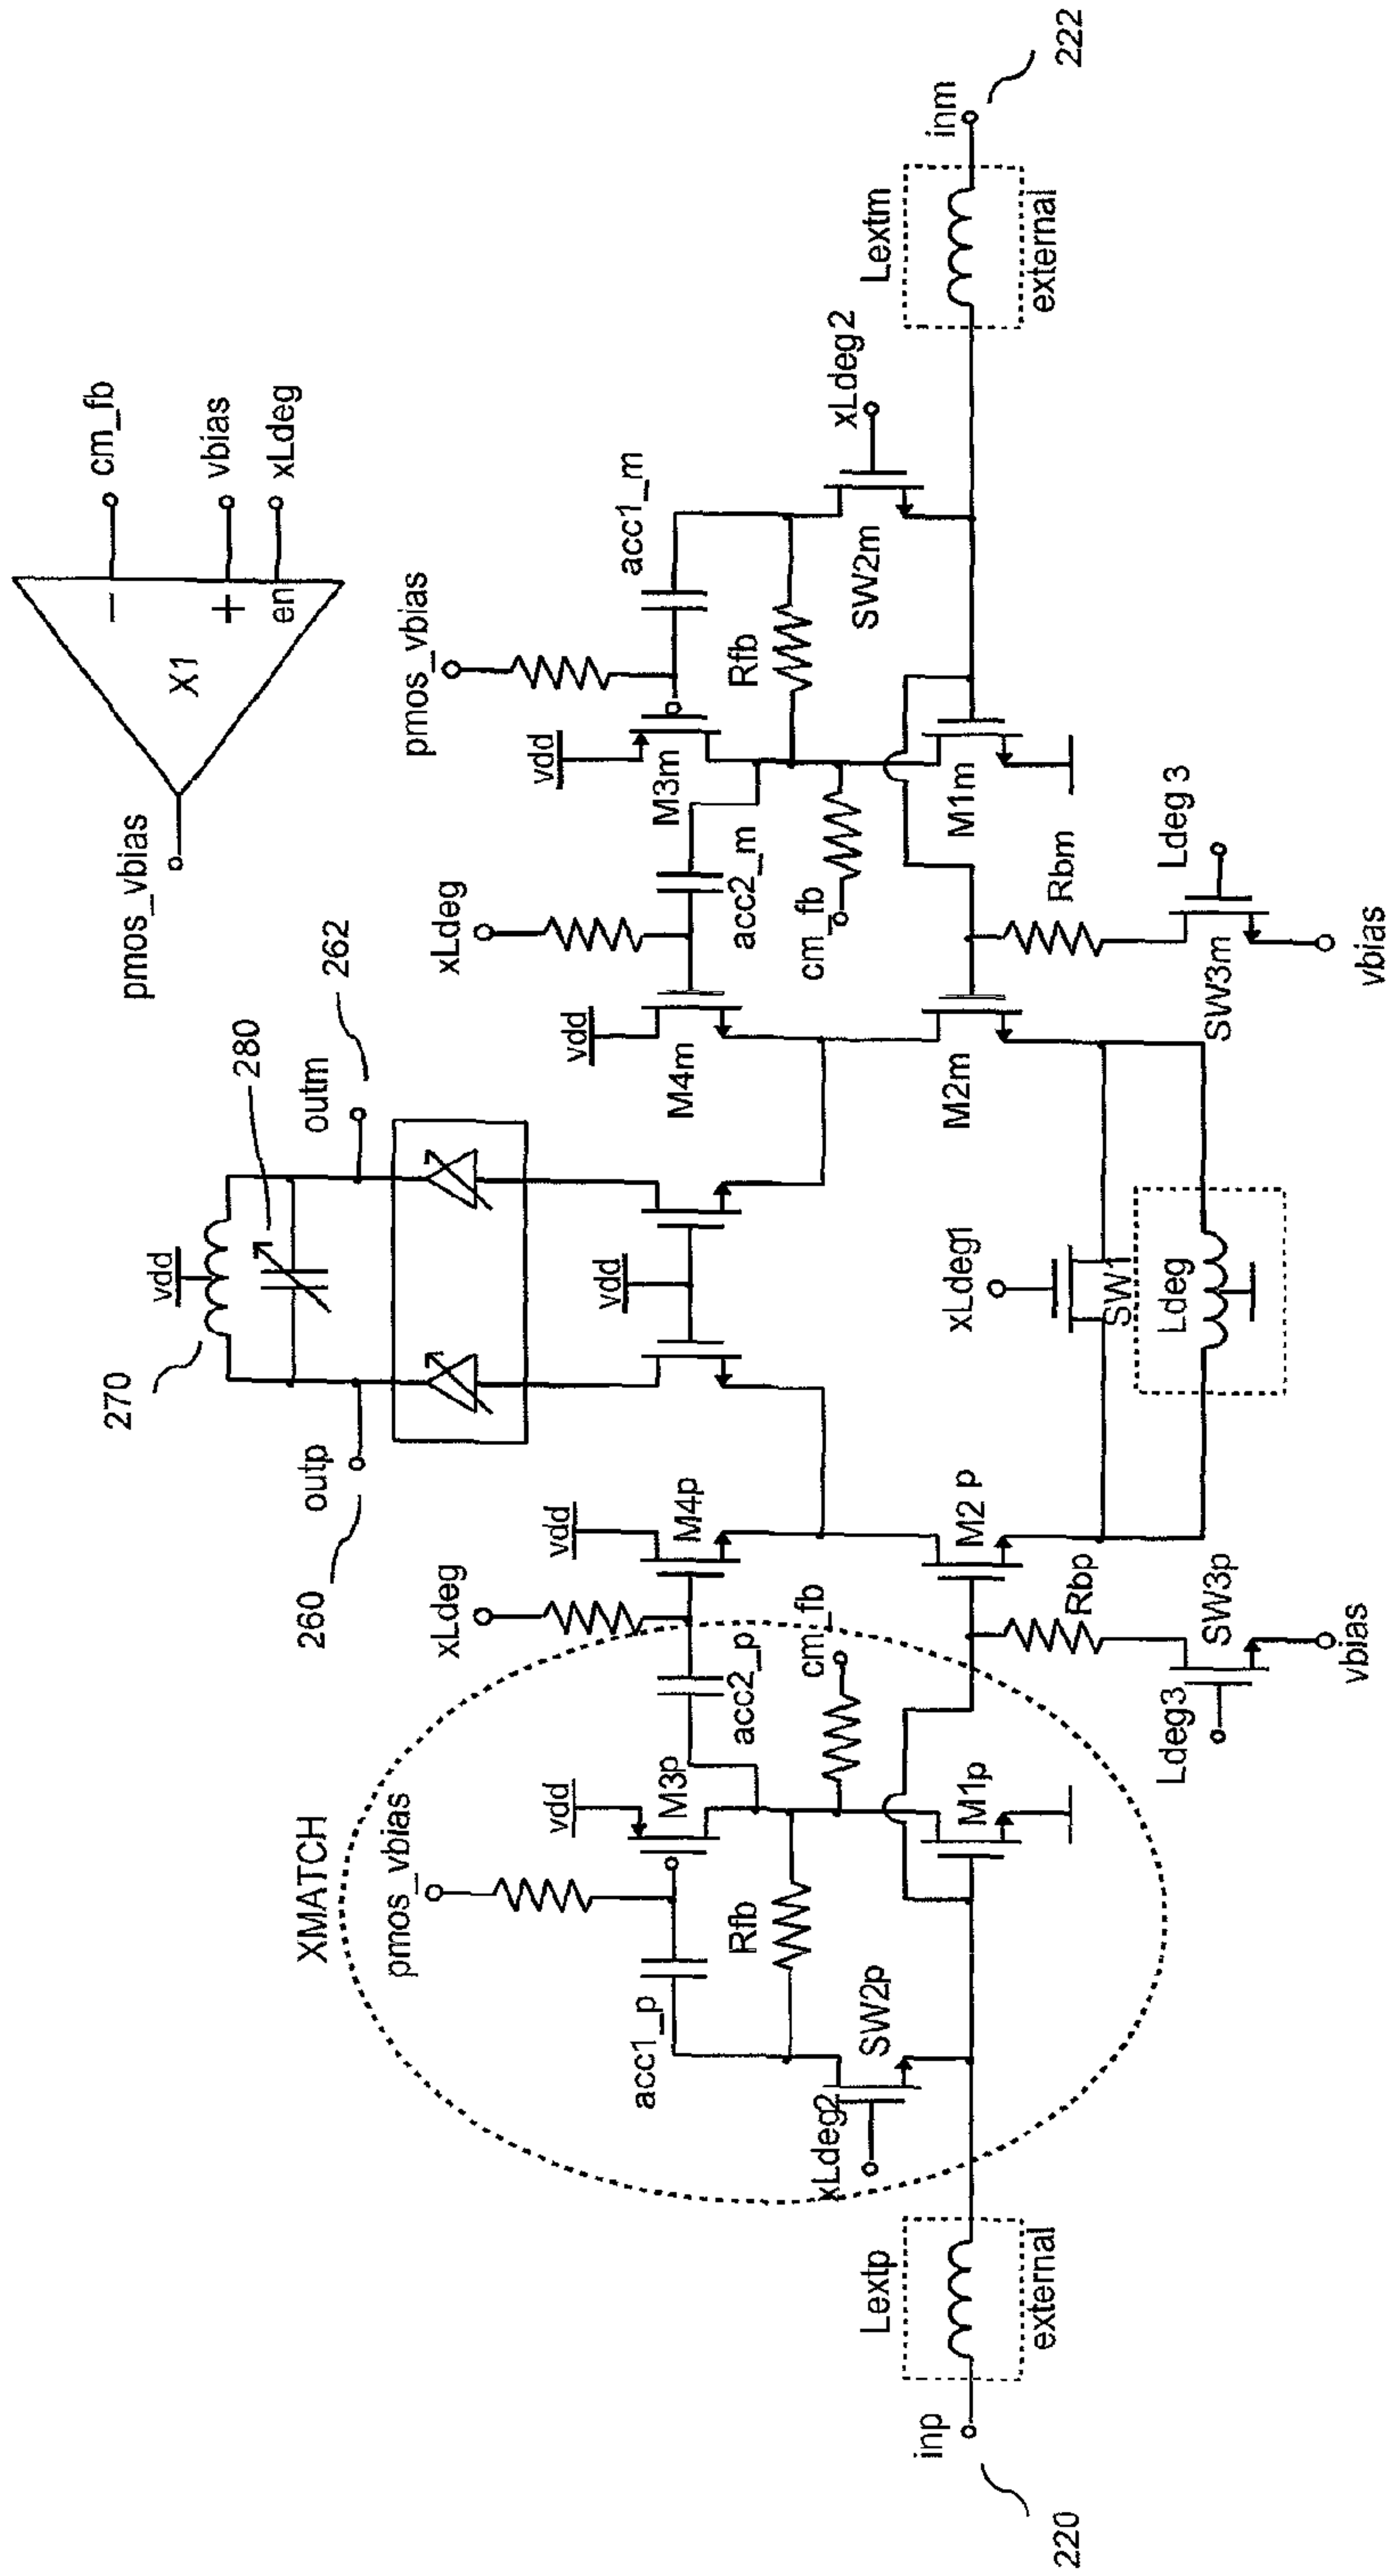 pmos_vbias
X1
−
+
en
cm_fb
vbias
xLdeg
270
vdd
280
260
outp
outm
262
vdd
XMATCH
pmos_vbias
acc1_p
vdd
M3p
Rfb
xLdeg2
SW2p
M1p
acc2_p
cm_fb
xLdeg
vdd
M4p
M2 p
Rbp
Ldeg3
SW3p
vbias
xLdeg1
SW1
Ldeg
xLdeg
vdd
M4m
acc2_m
cm_fb
M2m
Rbm
SW3m
Ldeg 3
vbias
pmos_vbias
vdd
M3m
acc1_m
Rfb
M1m
SW2m
xLdeg2
Lextp
external
inp
220
Lextm
external
inm
222